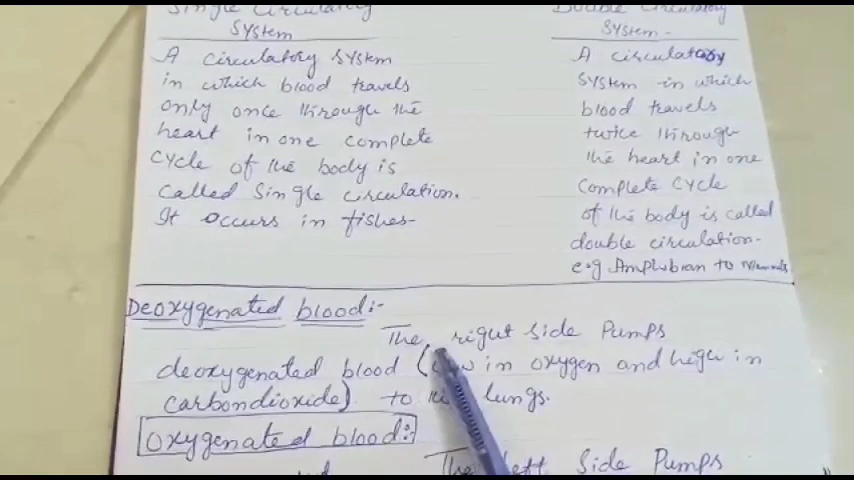 Single Circulatory
System
A circulatory system
in which blood travels
only once through the
heart in one complete
cycle of the body is
called Single circulation.
It occurs in fishes-
Double Circulatory
System-
A circulatory
System in which
blood travels
twice through
the heart in one
Complete cycle
of the body is called
double circulation-
e.g Amphibian to Mammals
Deoxygenated blood:-
The right side Pumps
deoxygenated blood (low in oxygen and high in
carbondioxide) to the lungs.
Oxygenated blood:-
The left Side Pumps